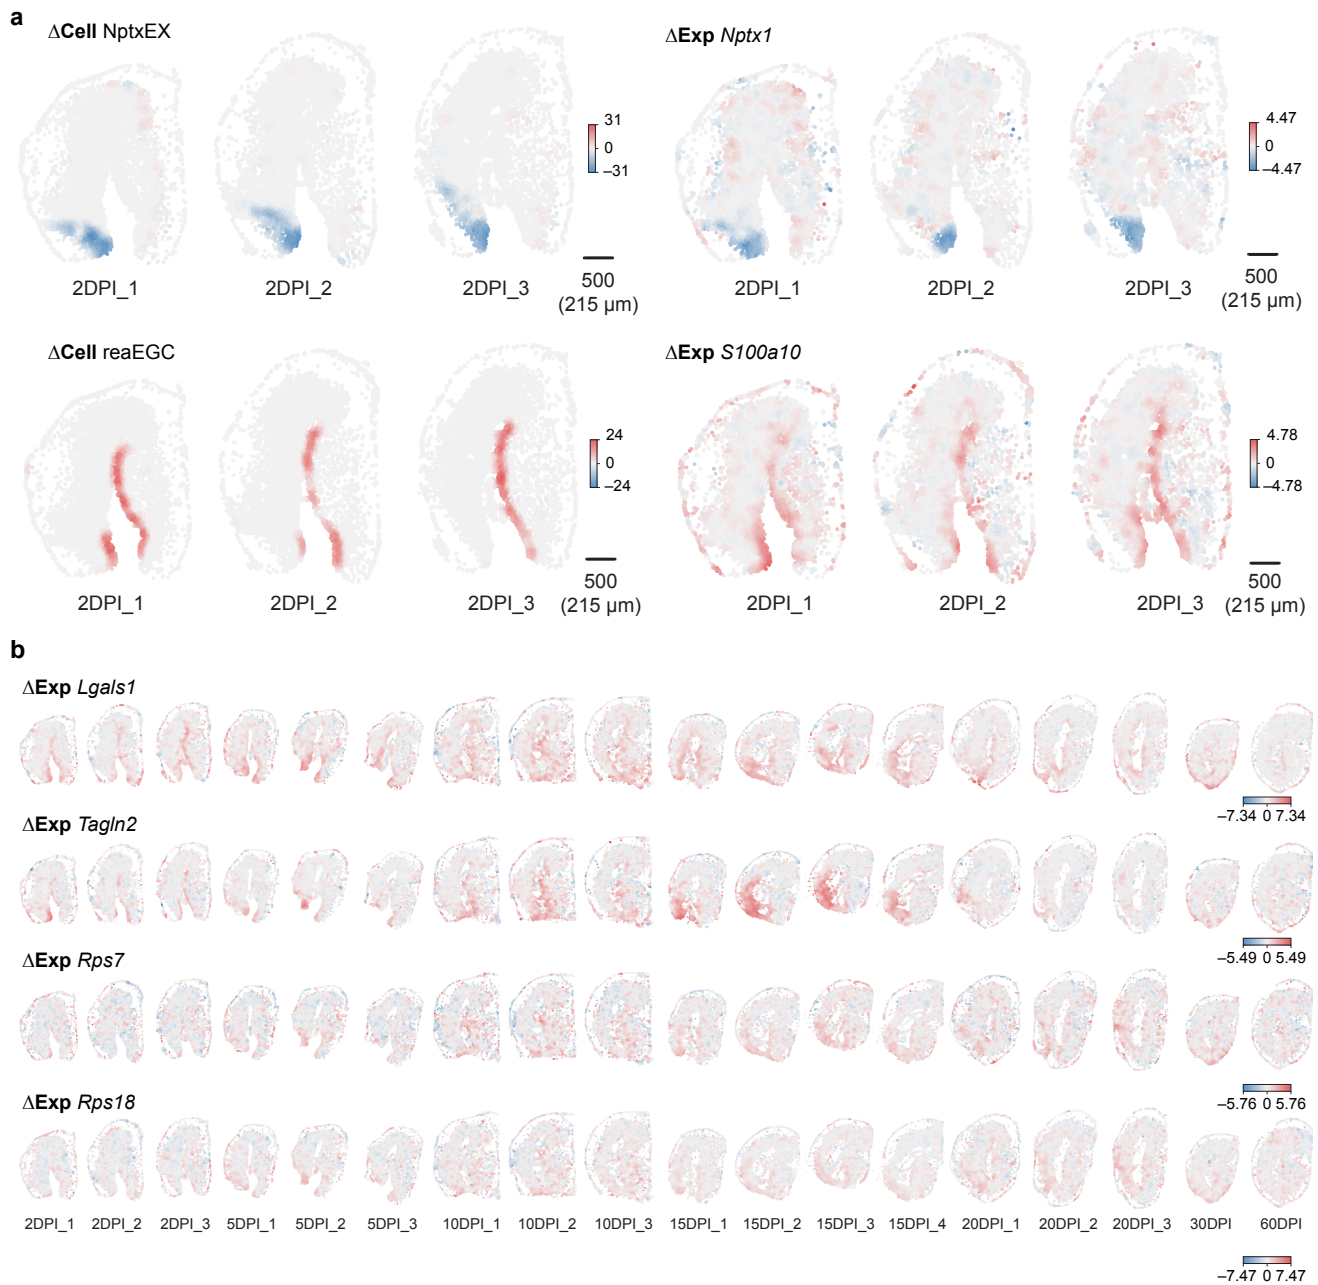 a
ΔCell NptxEX
31
0
–31
2DPI_1
2DPI_2
2DPI_3
500
(215 µm)
ΔExp Nptx1
4.47
0
–4.47
2DPI_1
2DPI_2
2DPI_3
500
(215 µm)
ΔCell reaEGC
24
0
–24
2DPI_1
2DPI_2
2DPI_3
500
(215 µm)
ΔExp S100a10
4.78
0
–4.78
2DPI_1
2DPI_2
2DPI_3
500
(215 µm)
b
ΔExp Lgals1
–7.34 0 7.34
ΔExp Tagln2
–5.49 0 5.49
ΔExp Rps7
–5.76 0 5.76
ΔExp Rps18
2DPI_1 2DPI_2 2DPI_3 5DPI_1 5DPI_2 5DPI_3 10DPI_1 10DPI_2 10DPI_3 15DPI_1 15DPI_2 15DPI_3 15DPI_4 20DPI_1 20DPI_2 20DPI_3 30DPI 60DPI
–7.47 0 7.47